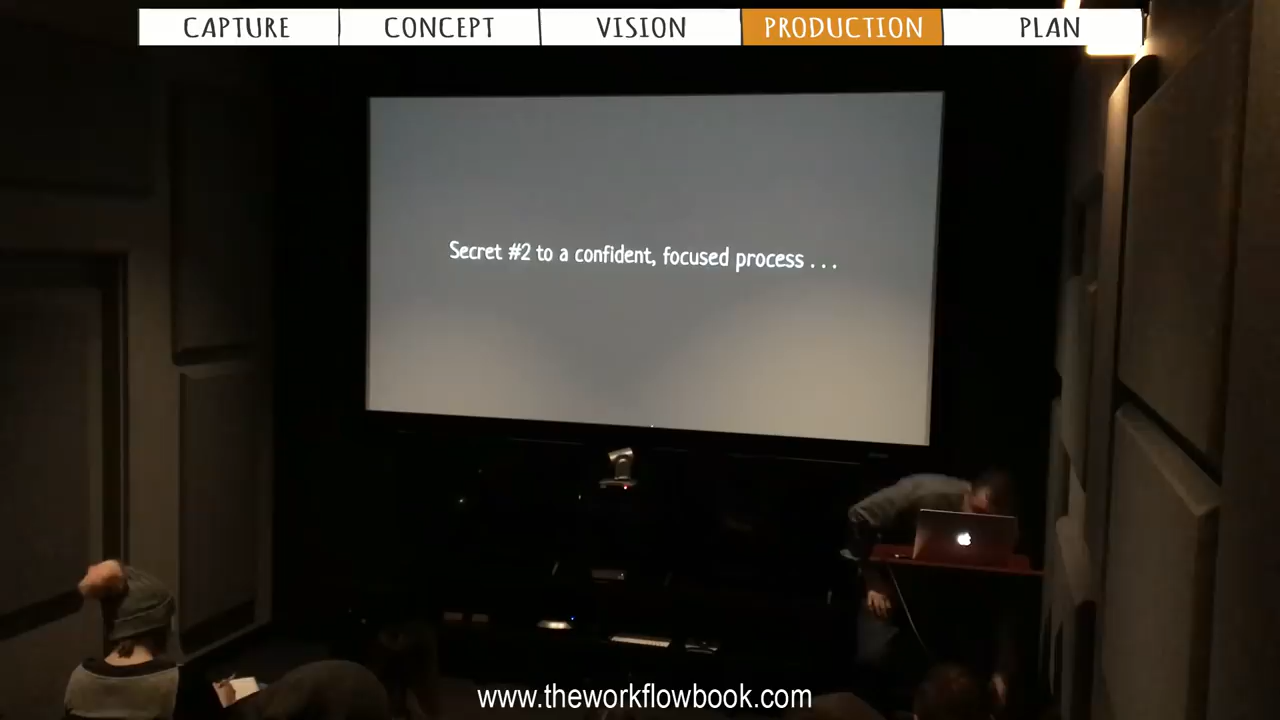 CAPTURE
CONCEPT
VISION
PRODUCTION
PLAN
Secret #2 to a confident, focused process . . .
www.theworkflowbook.com